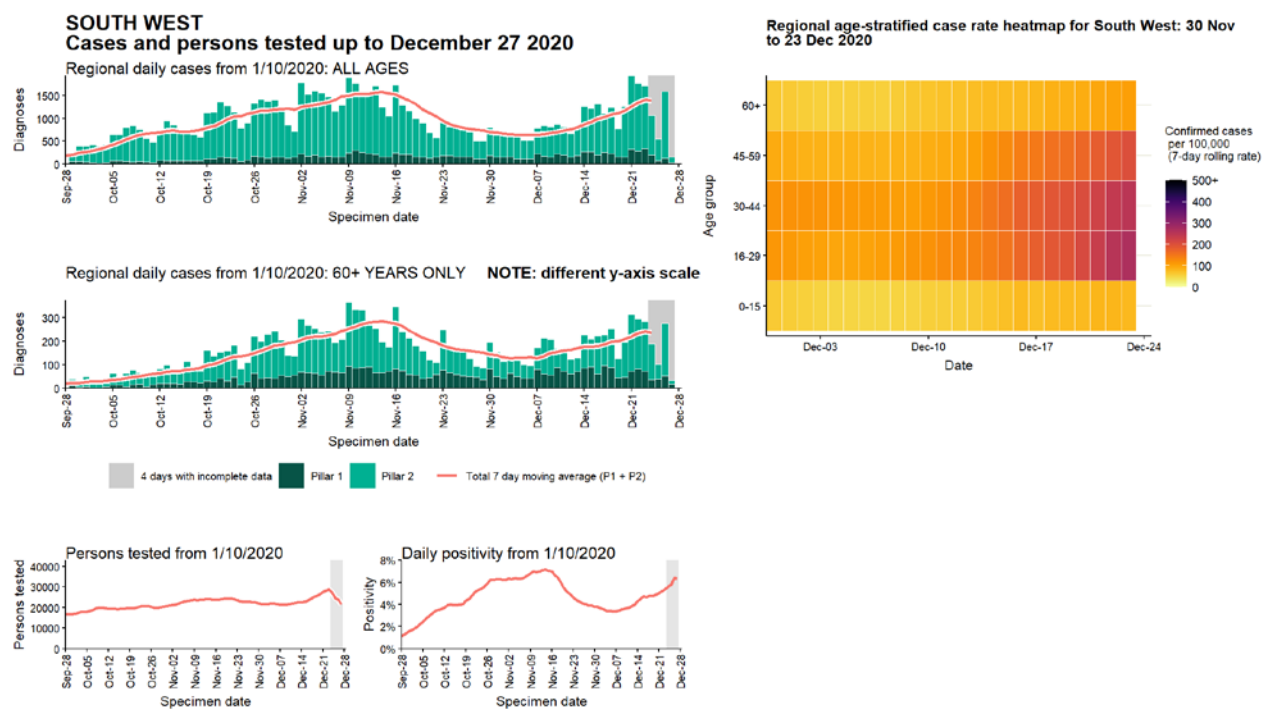 SOUTH WEST
Cases and persons tested up to December 27 2020
Regional daily cases from 1/10/2020: ALL AGES
Diagnoses
1500
1000
500
0
Sep-28
Oct-05
Oct-12
Oct-19
Oct-26
Nov-02
Nov-09
Nov-16
Nov-23
Nov-30
Dec-07
Dec-14
Dec-21
Dec-28
Specimen date
Regional daily cases from 1/10/2020: 60+ YEARS ONLY NOTE: different y-axis scale
Diagnoses
300
200
100
0
Sep-28
Oct-05
Oct-12
Oct-19
Oct-26
Nov-02
Nov-09
Nov-16
Nov-23
Nov-30
Dec-07
Dec-14
Dec-21
Dec-28
Specimen date
4 days with incomplete data Pillar 1 Pillar 2 Total 7 day moving average (P1 + P2)
Persons tested from 1/10/2020
Persons tested
40000
30000
20000
10000
0
Sep-28
Oct-05
Oct-12
Oct-19
Oct-26
Nov-02
Nov-09
Nov-16
Nov-23
Nov-30
Dec-07
Dec-14
Dec-21
Dec-28
Specimen date
Daily positivity from 1/10/2020
Positivity
8%
6%
4%
2%
0%
Sep-28
Oct-05
Oct-12
Oct-19
Oct-26
Nov-02
Nov-09
Nov-16
Nov-23
Nov-30
Dec-07
Dec-14
Dec-21
Dec-28
Specimen date
Regional age-stratified case rate heatmap for South West: 30 Nov
to 23 Dec 2020
Age group
60+
45-59
30-44
16-29
0-15
Dec-03
Dec-10
Dec-17
Dec-24
Date
Confirmed cases
per 100,000
(7-day rolling rate)
500+
400
300
200
100
0